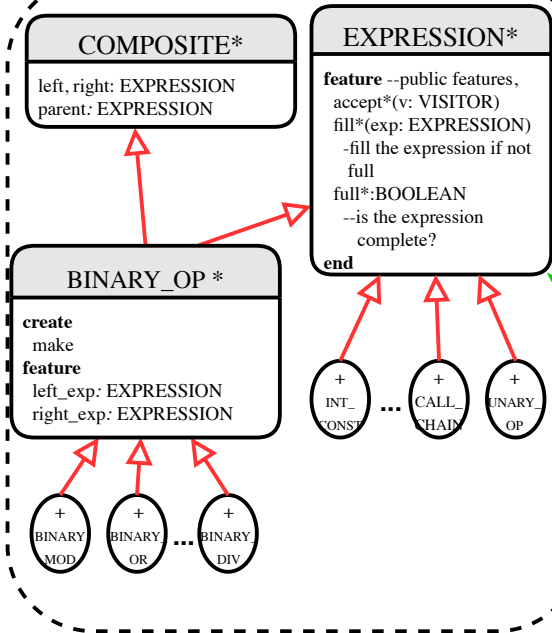 COMPOSITE*
left, right: EXPRESSION
parent: EXPRESSION
EXPRESSION*
feature --public features,
accept*(v: VISITOR)
fill*(exp: EXPRESSION)
-fill the expression if not
full
full*:BOOLEAN
--is the expression
complete?
end
BINARY_OP *
create
make
feature
left_exp: EXPRESSION
right_exp: EXPRESSION
+
INT_
CONST
...
+
CALL_
CHAIN
+
UNARY_
OP
+
BINARY
MOD
+
BINARY_
OR
...
+
BINARY_
DIV